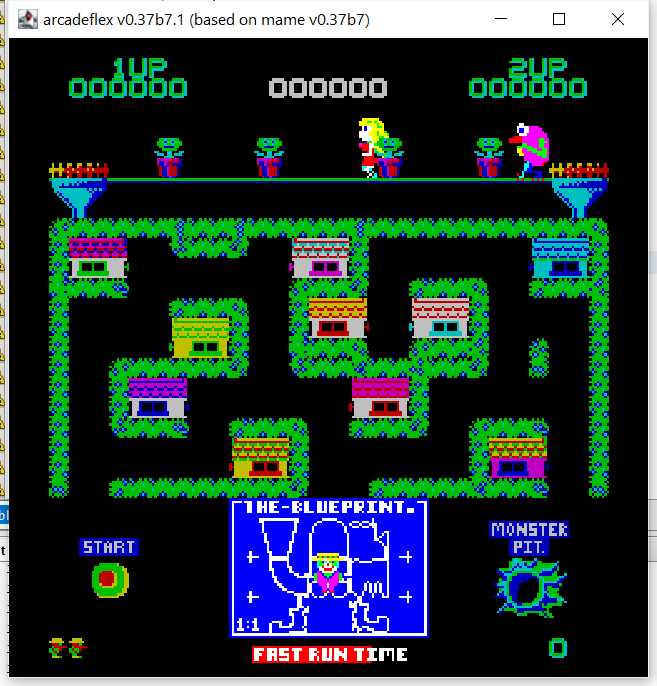 arcadeflex v0.37b7.1 (based on mame v0.37b7)
1UP 2UP
000000 000000 000000
THE-BLUEPRINT.
MONSTER
PIT.
START
1:1
0
FAST RUN TIME